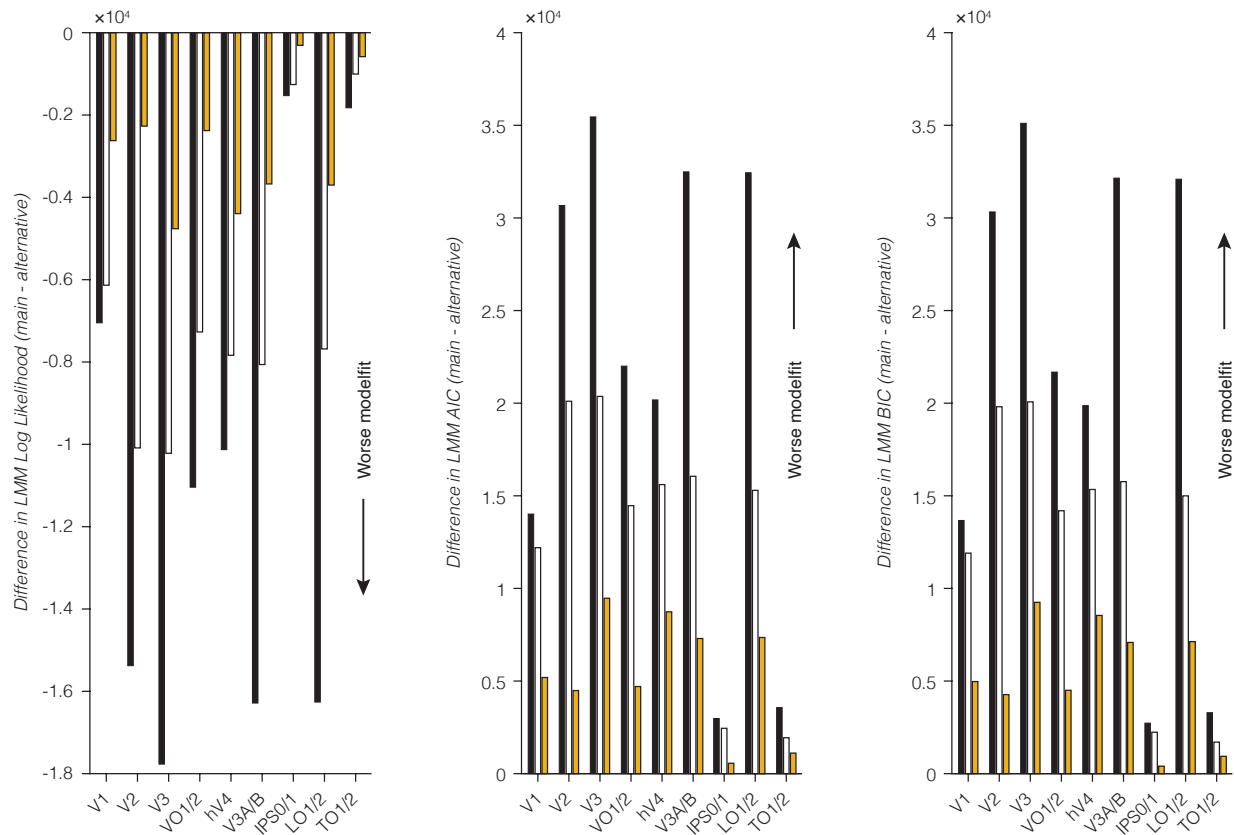 ×10⁴
0
-0.2
-0.4
-0.6
-0.8
-1
-1.2
-1.4
-1.6
-1.8
Difference in LMM Log Likelihood (main - alternative)
Worse modelfit
V1
V2
V3
VO1/2
hV4
V3A/B
IPS0/1
LO1/2
TO1/2
×10⁴
4
3.5
3
2.5
2
1.5
1
0.5
0
Difference in LMM AIC (main - alternative)
Worse modelfit
V1
V2
V3
VO1/2
hV4
V3A/B
IPS0/1
LO1/2
TO1/2
×10⁴
4
3.5
3
2.5
2
1.5
1
0.5
0
Difference in LMM BIC (main - alternative)
Worse modelfit
V1
V2
V3
VO1/2
hV4
V3A/B
IPS0/1
LO1/2
TO1/2